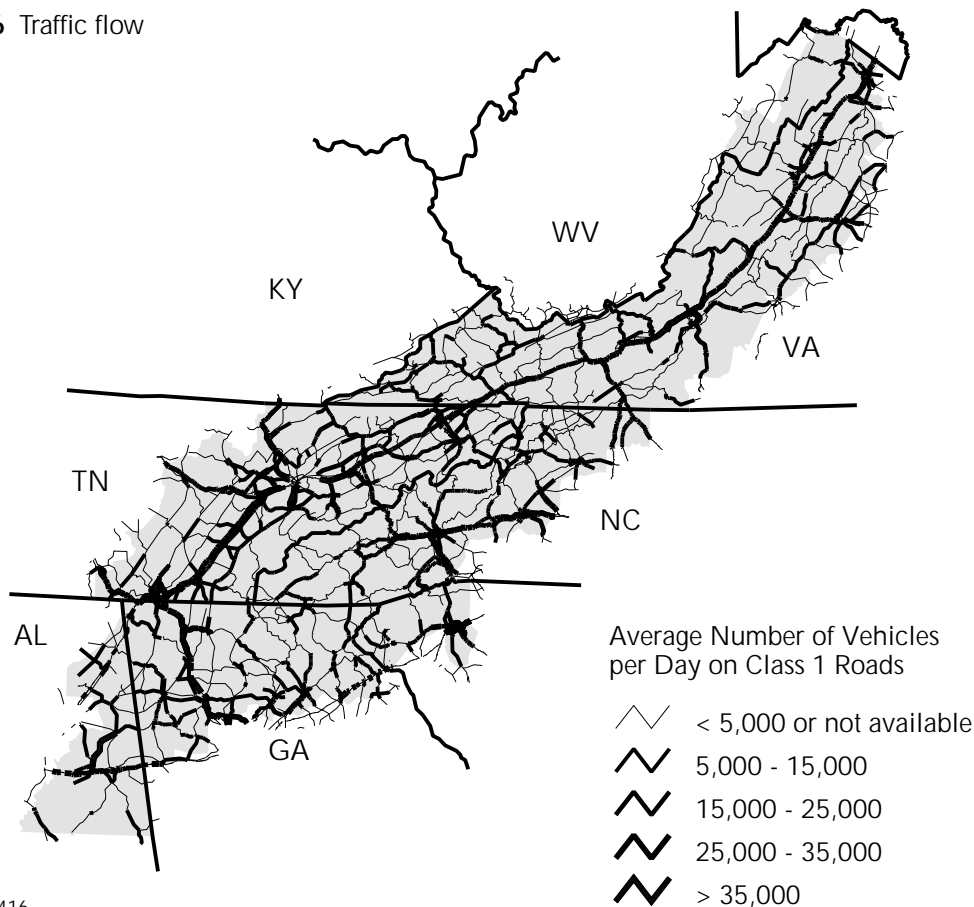 Traffic flow
WV
KY
VA
TN
NC
AL
GA
Average Number of Vehicles
per Day on Class 1 Roads
< 5,000 or not available
5,000 - 15,000
15,000 - 25,000
25,000 - 35,000
> 35,000